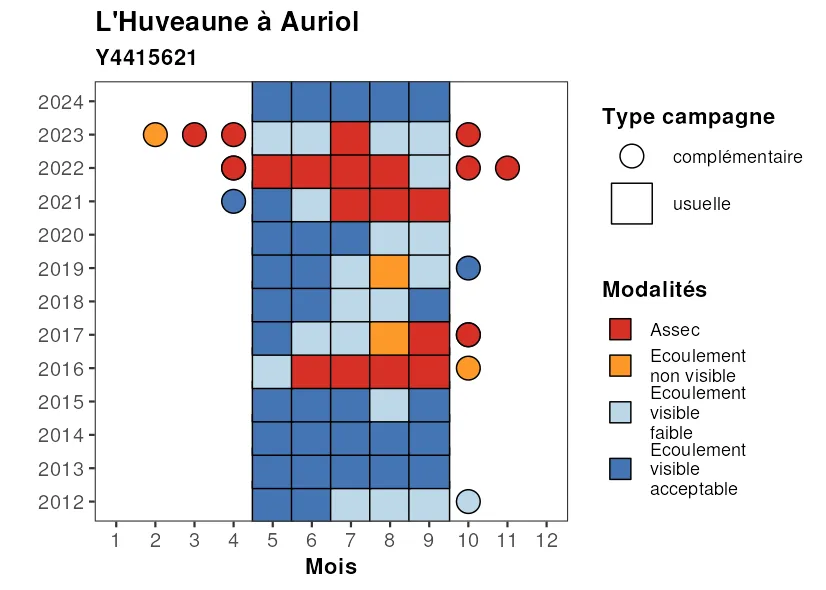 L'Huveaune à Auriol
Y4415621
2024
2023
2022
2021
2020
2019
2018
2017
2016
2015
2014
2013
2012
1 2 3 4 5 6 7 8 9 10 11 12
Mois
Type campagne
complémentaire
usuelle
Modalités
Assec
Ecoulement
non visible
Ecoulement
visible
faible
Ecoulement
visible
acceptable